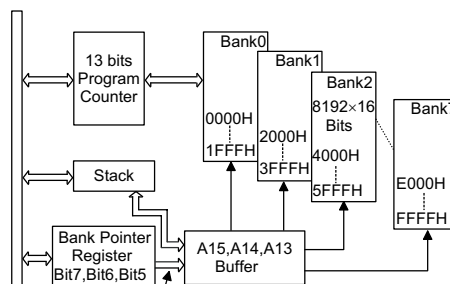 13 bits
Program
Counter
Bank0
0000H
1FFFH
Bank1
2000H
3FFFH
Bank2
8192×16
Bits
4000H
5FFFH
E000H
FFFFH
Stack
Bank Pointer
Register
Bit7,Bit6,Bit5
A15,A14,A13
Buffer